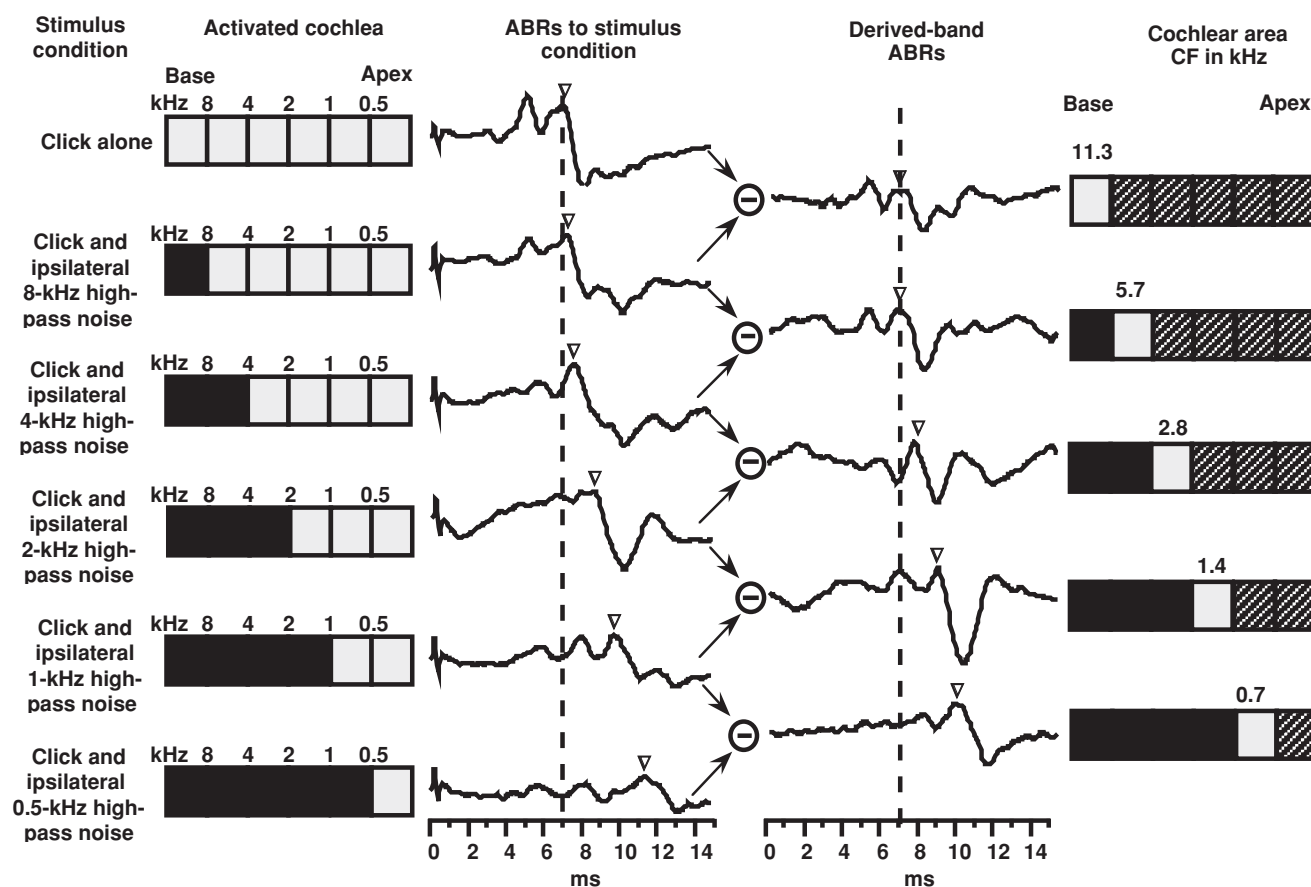 Stimulus
condition
Activated cochlea
ABRs to stimulus
condition
Derived-band
ABRs
Cochlear area
CF in kHz
Base Apex
kHz 8 4 2 1 0.5
Click alone
Base Apex
11.3
Click and
ipsilateral
8-kHz high-
pass noise
kHz 8 4 2 1 0.5
5.7
Click and
ipsilateral
4-kHz high-
pass noise
kHz 8 4 2 1 0.5
2.8
Click and
ipsilateral
2-kHz high-
pass noise
kHz 8 4 2 1 0.5
1.4
Click and
ipsilateral
1-kHz high-
pass noise
kHz 8 4 2 1 0.5
0.7
Click and
ipsilateral
0.5-kHz high-
pass noise
kHz 8 4 2 1 0.5
0 2 4 6 8 10 12 14
ms
0 2 4 6 8 10 12 14
ms